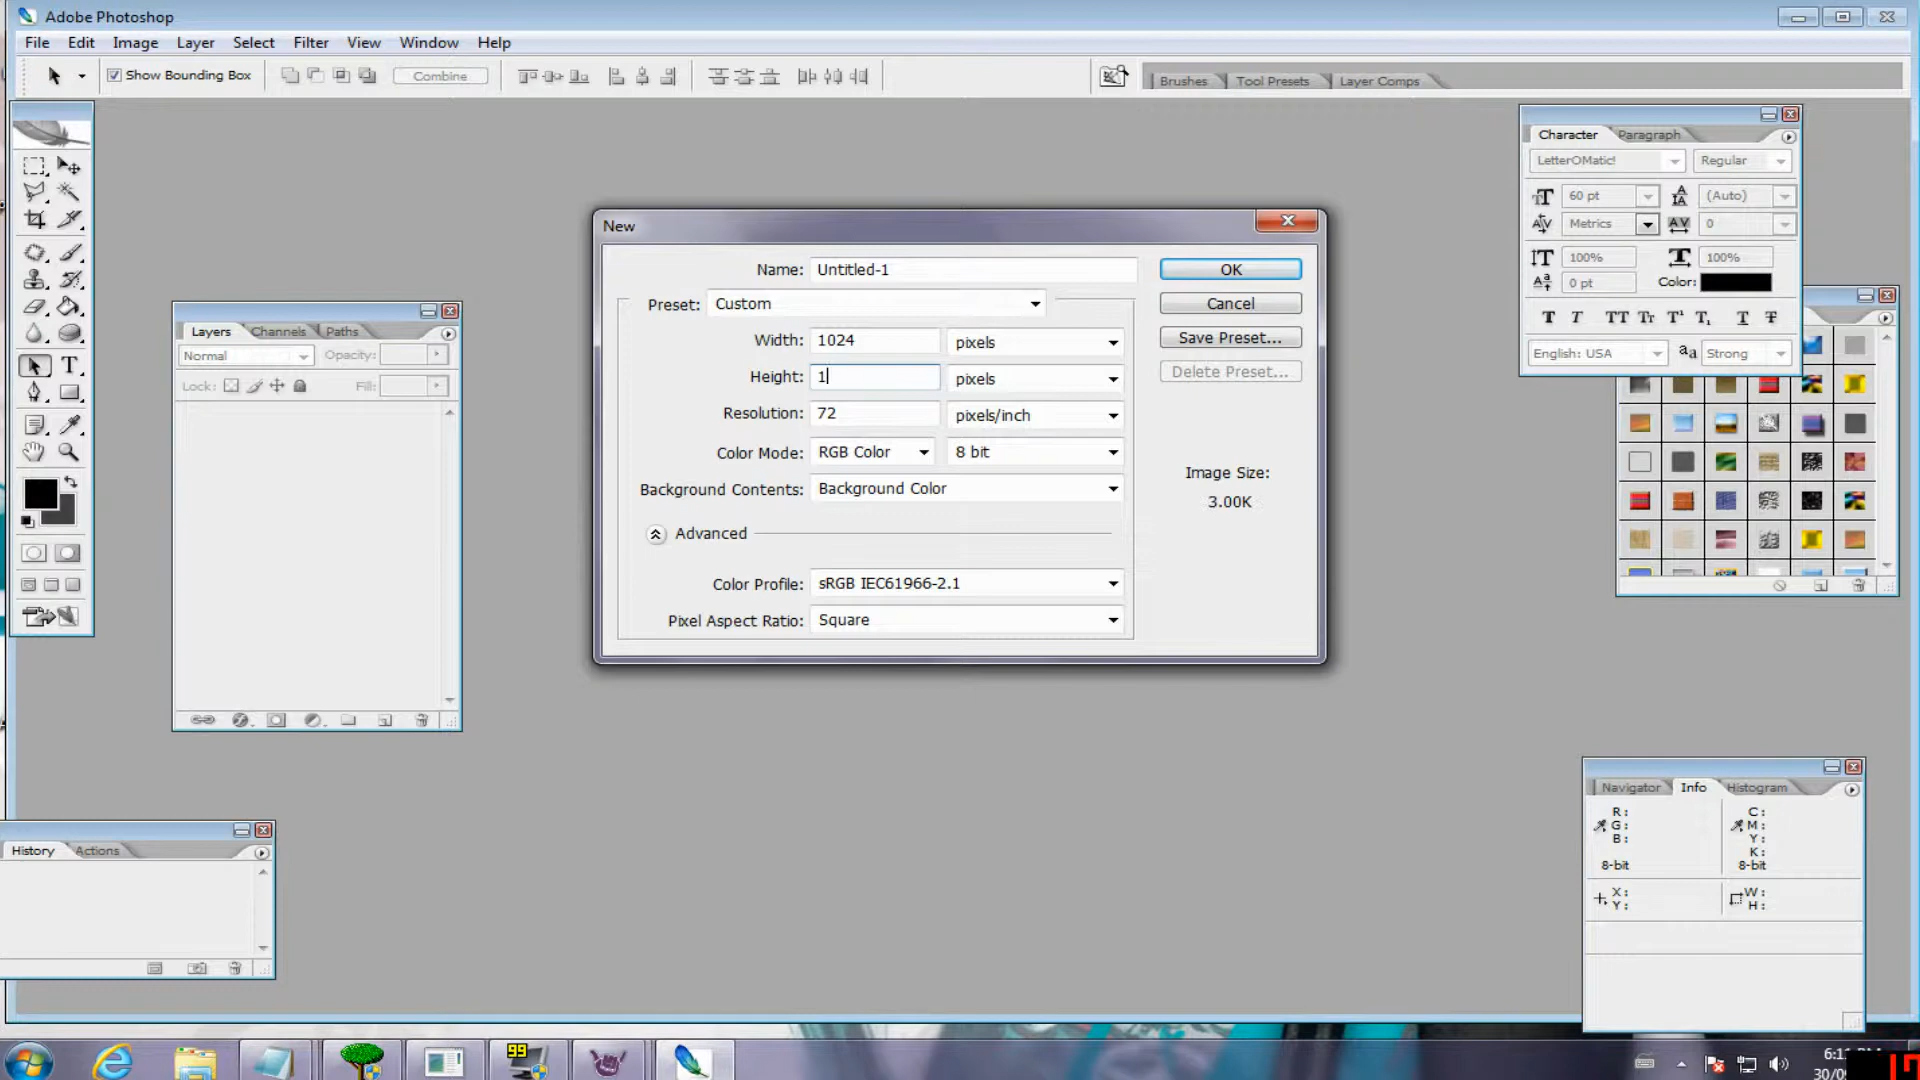 Adobe Photoshop
File Edit Image Layer Select Filter View Window Help
Show Bounding Box Combine Brushes Tool Presets Layer Comps
Character Paragraph
LetterOMatic! Regular
60 pt (Auto)
Metrics 0
100% 100%
0 pt Color:
T T TT Tr T¹ T, T T
English: USA aa Strong
New
Name: Untitled-1 OK
Preset: Custom Cancel
Width: 1024 pixels Save Preset...
Height: 1 pixels Delete Preset...
Resolution: 72 pixels/inch
Color Mode: RGB Color 8 bit
Background Contents: Background Color
Image Size:
3.00K
Advanced
Color Profile: sRGB IEC61966-2.1
Pixel Aspect Ratio: Square
Layers Channels Paths
Normal Opacity:
Lock: Fill:
History Actions
Navigator Info Histogram
R: C:
G: M:
B: Y:
K:
8-bit 8-bit
X: W:
Y: H:
99